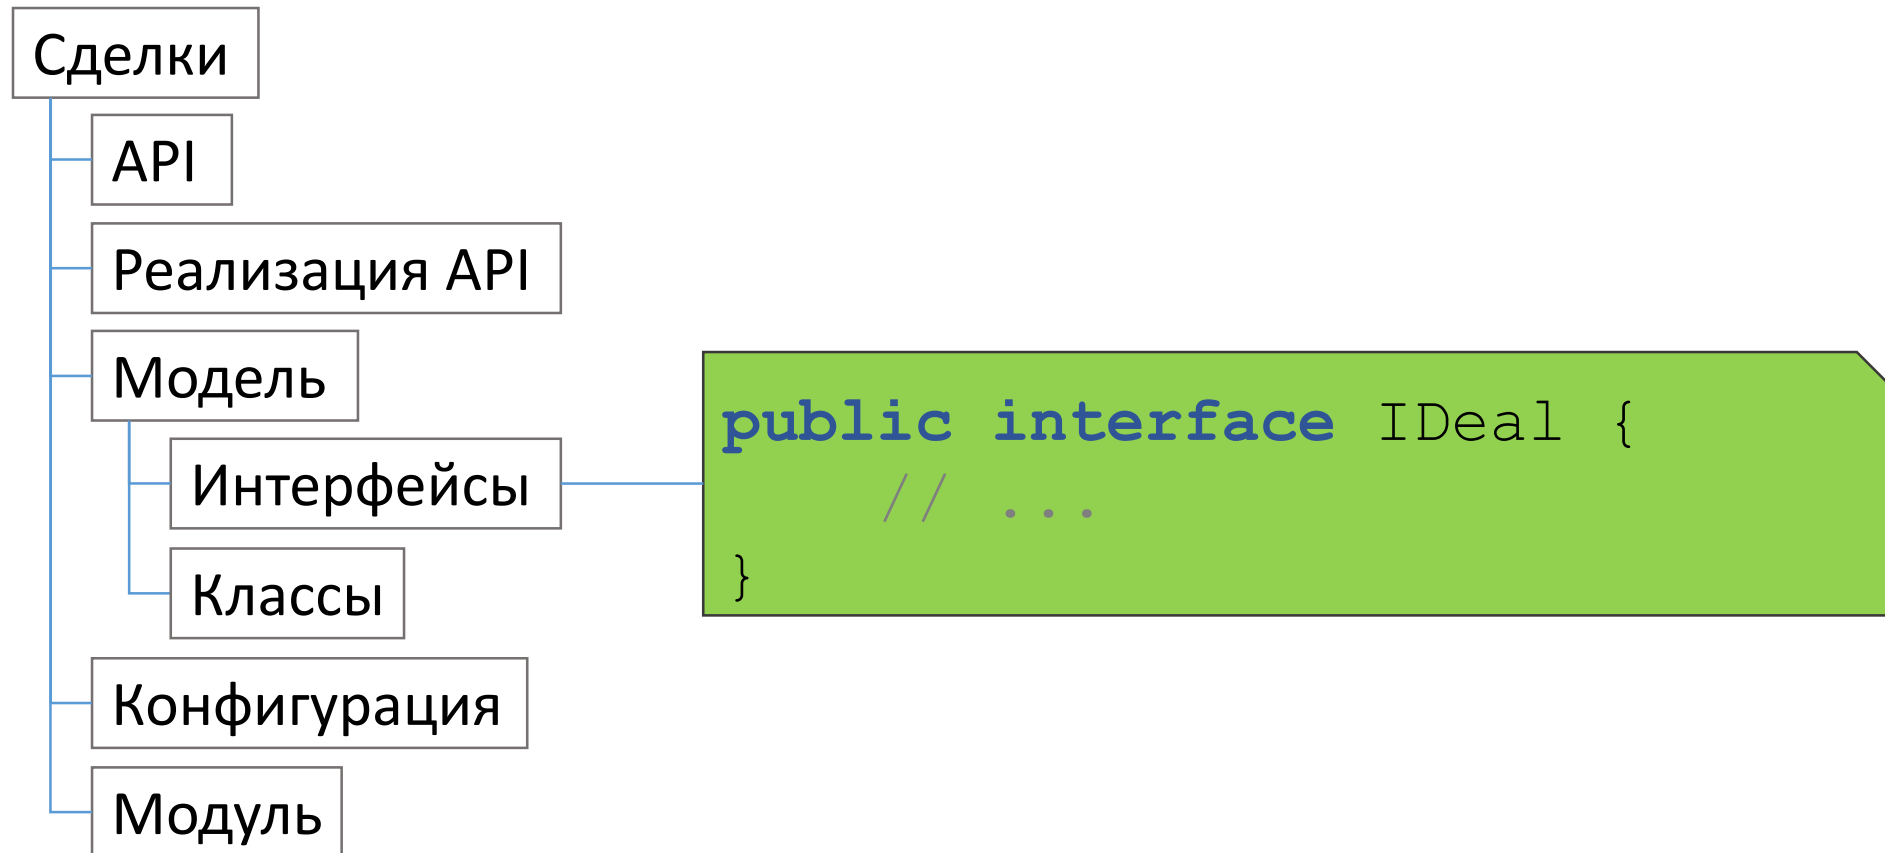 Сделки
API
Реализация API
Модель
Интерфейсы
Классы
Конфигурация
Модуль
public interface IDeal {
// ...
}